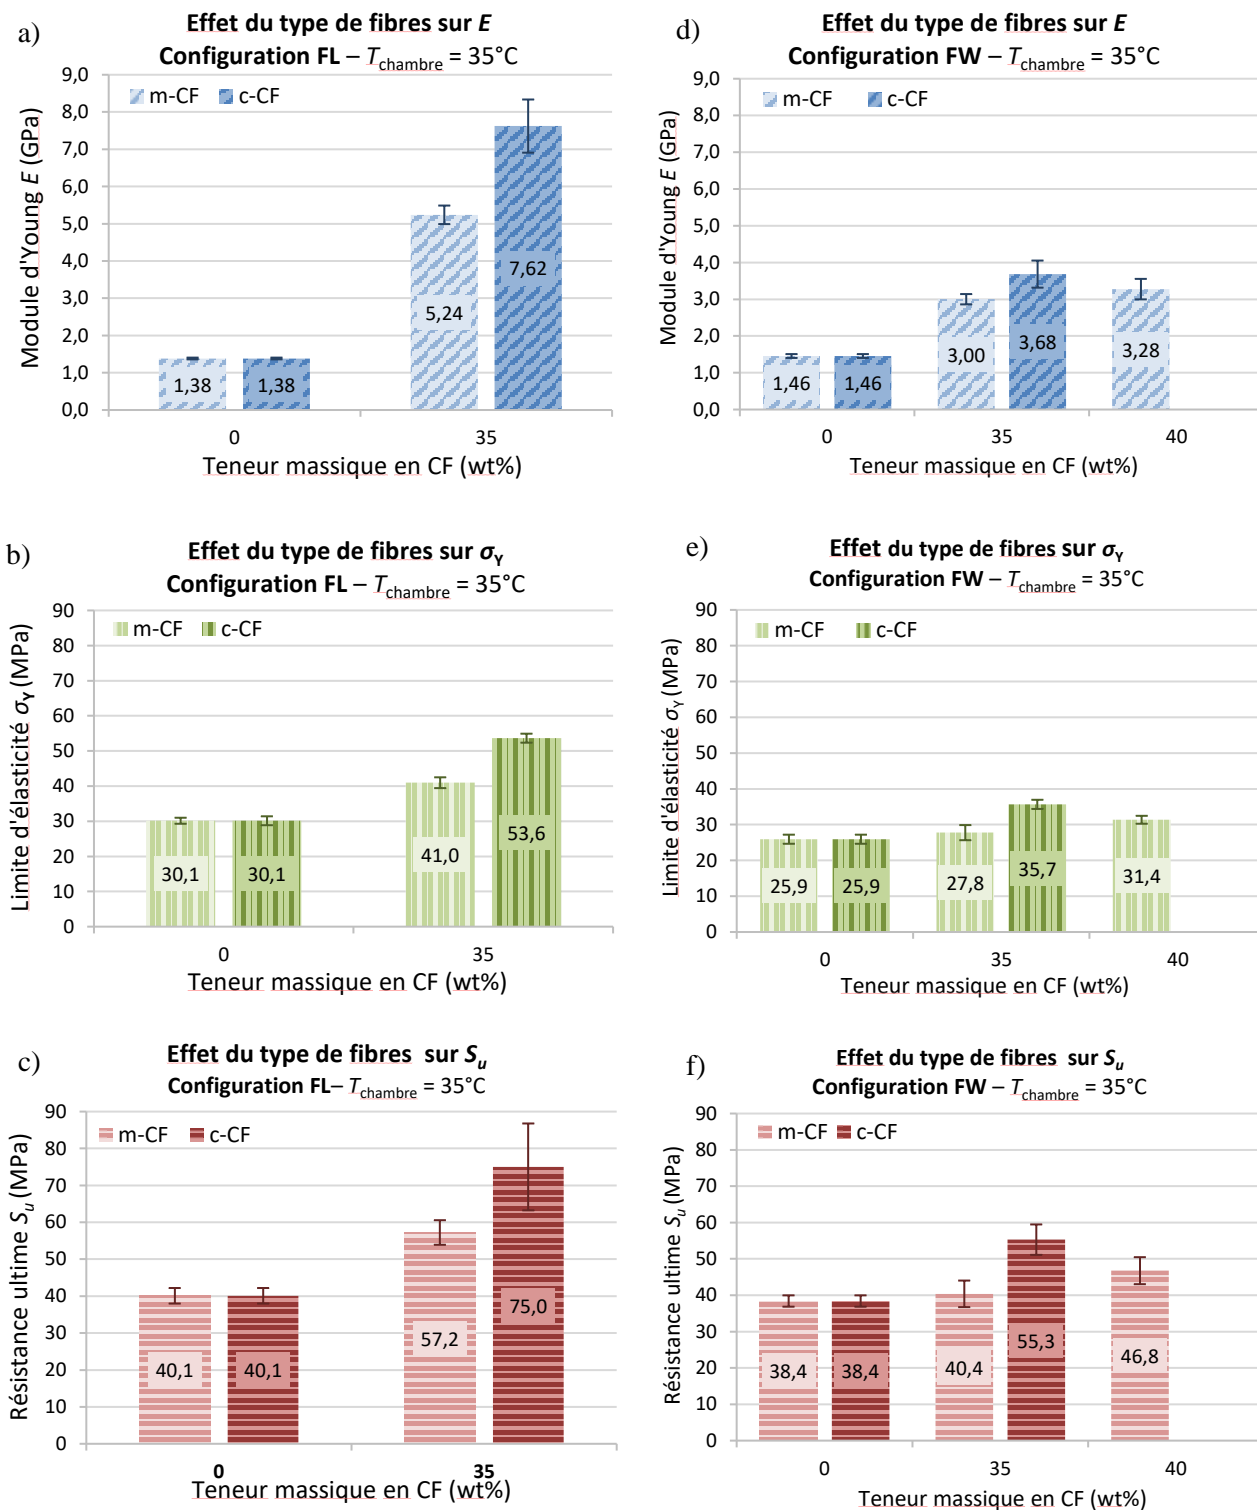 a)
Effet du type de fibres sur E
Configuration FL – Tchambre = 35°C
Module d'Young E (GPa)
9,0
8,0
7,0
6,0
5,0
4,0
3,0
2,0
1,0
0,0
m-CF c-CF
1,38 1,38 5,24 7,62
0 35
Teneur massique en CF (wt%)
d)
Effet du type de fibres sur E
Configuration FW – Tchambre = 35°C
Module d'Young E (GPa)
9,0
8,0
7,0
6,0
5,0
4,0
3,0
2,0
1,0
0,0
m-CF c-CF
1,46 1,46 3,00 3,68 3,28
0 35 40
Teneur massique en CF (wt%)
b)
Effet du type de fibres sur σY
Configuration FL – Tchambre = 35°C
Limite d'élasticité σY (MPa)
90
80
70
60
50
40
30
20
10
0
m-CF c-CF
30,1 30,1 41,0 53,6
0 35
Teneur massique en CF (wt%)
e)
Effet du type de fibres sur σY
Configuration FW – Tchambre = 35°C
Limite d'élasticité σY (MPa)
90
80
70
60
50
40
30
20
10
0
m-CF c-CF
25,9 25,9 27,8 35,7 31,4
0 35 40
Teneur massique en CF (wt%)
c)
Effet du type de fibres sur Su
Configuration FL– Tchambre = 35°C
Résistance ultime Su (MPa)
90
80
70
60
50
40
30
20
10
0
m-CF c-CF
40,1 40,1 57,2 75,0
0 35
Teneur massique en CF (wt%)
f)
Effet du type de fibres sur Su
Configuration FW – Tchambre = 35°C
Résistance ultime Su (MPa)
90
80
70
60
50
40
30
20
10
0
m-CF c-CF
38,4 38,4 40,4 55,3 46,8
0 35 40
Teneur massique en CF (wt%)